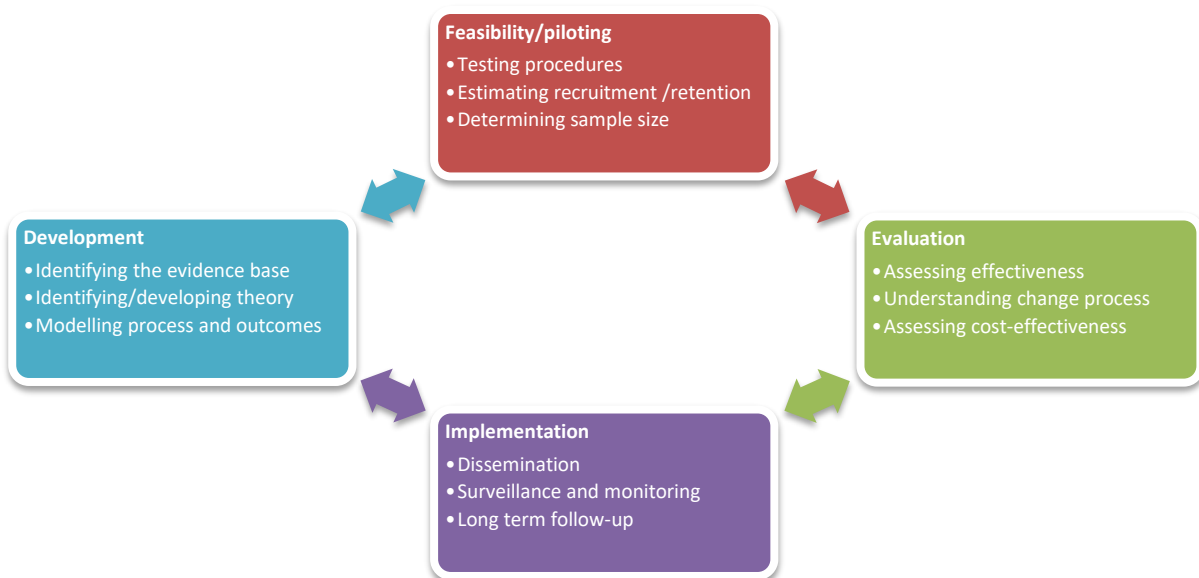 Feasibility/piloting
•Testing procedures
•Estimating recruitment /retention
•Determining sample size
Development
•Identifying the evidence base
•Identifying/developing theory
•Modelling process and outcomes
Evaluation
•Assessing effectiveness
•Understanding change process
•Assessing cost-effectiveness
Implementation
•Dissemination
•Surveillance and monitoring
•Long term follow-up